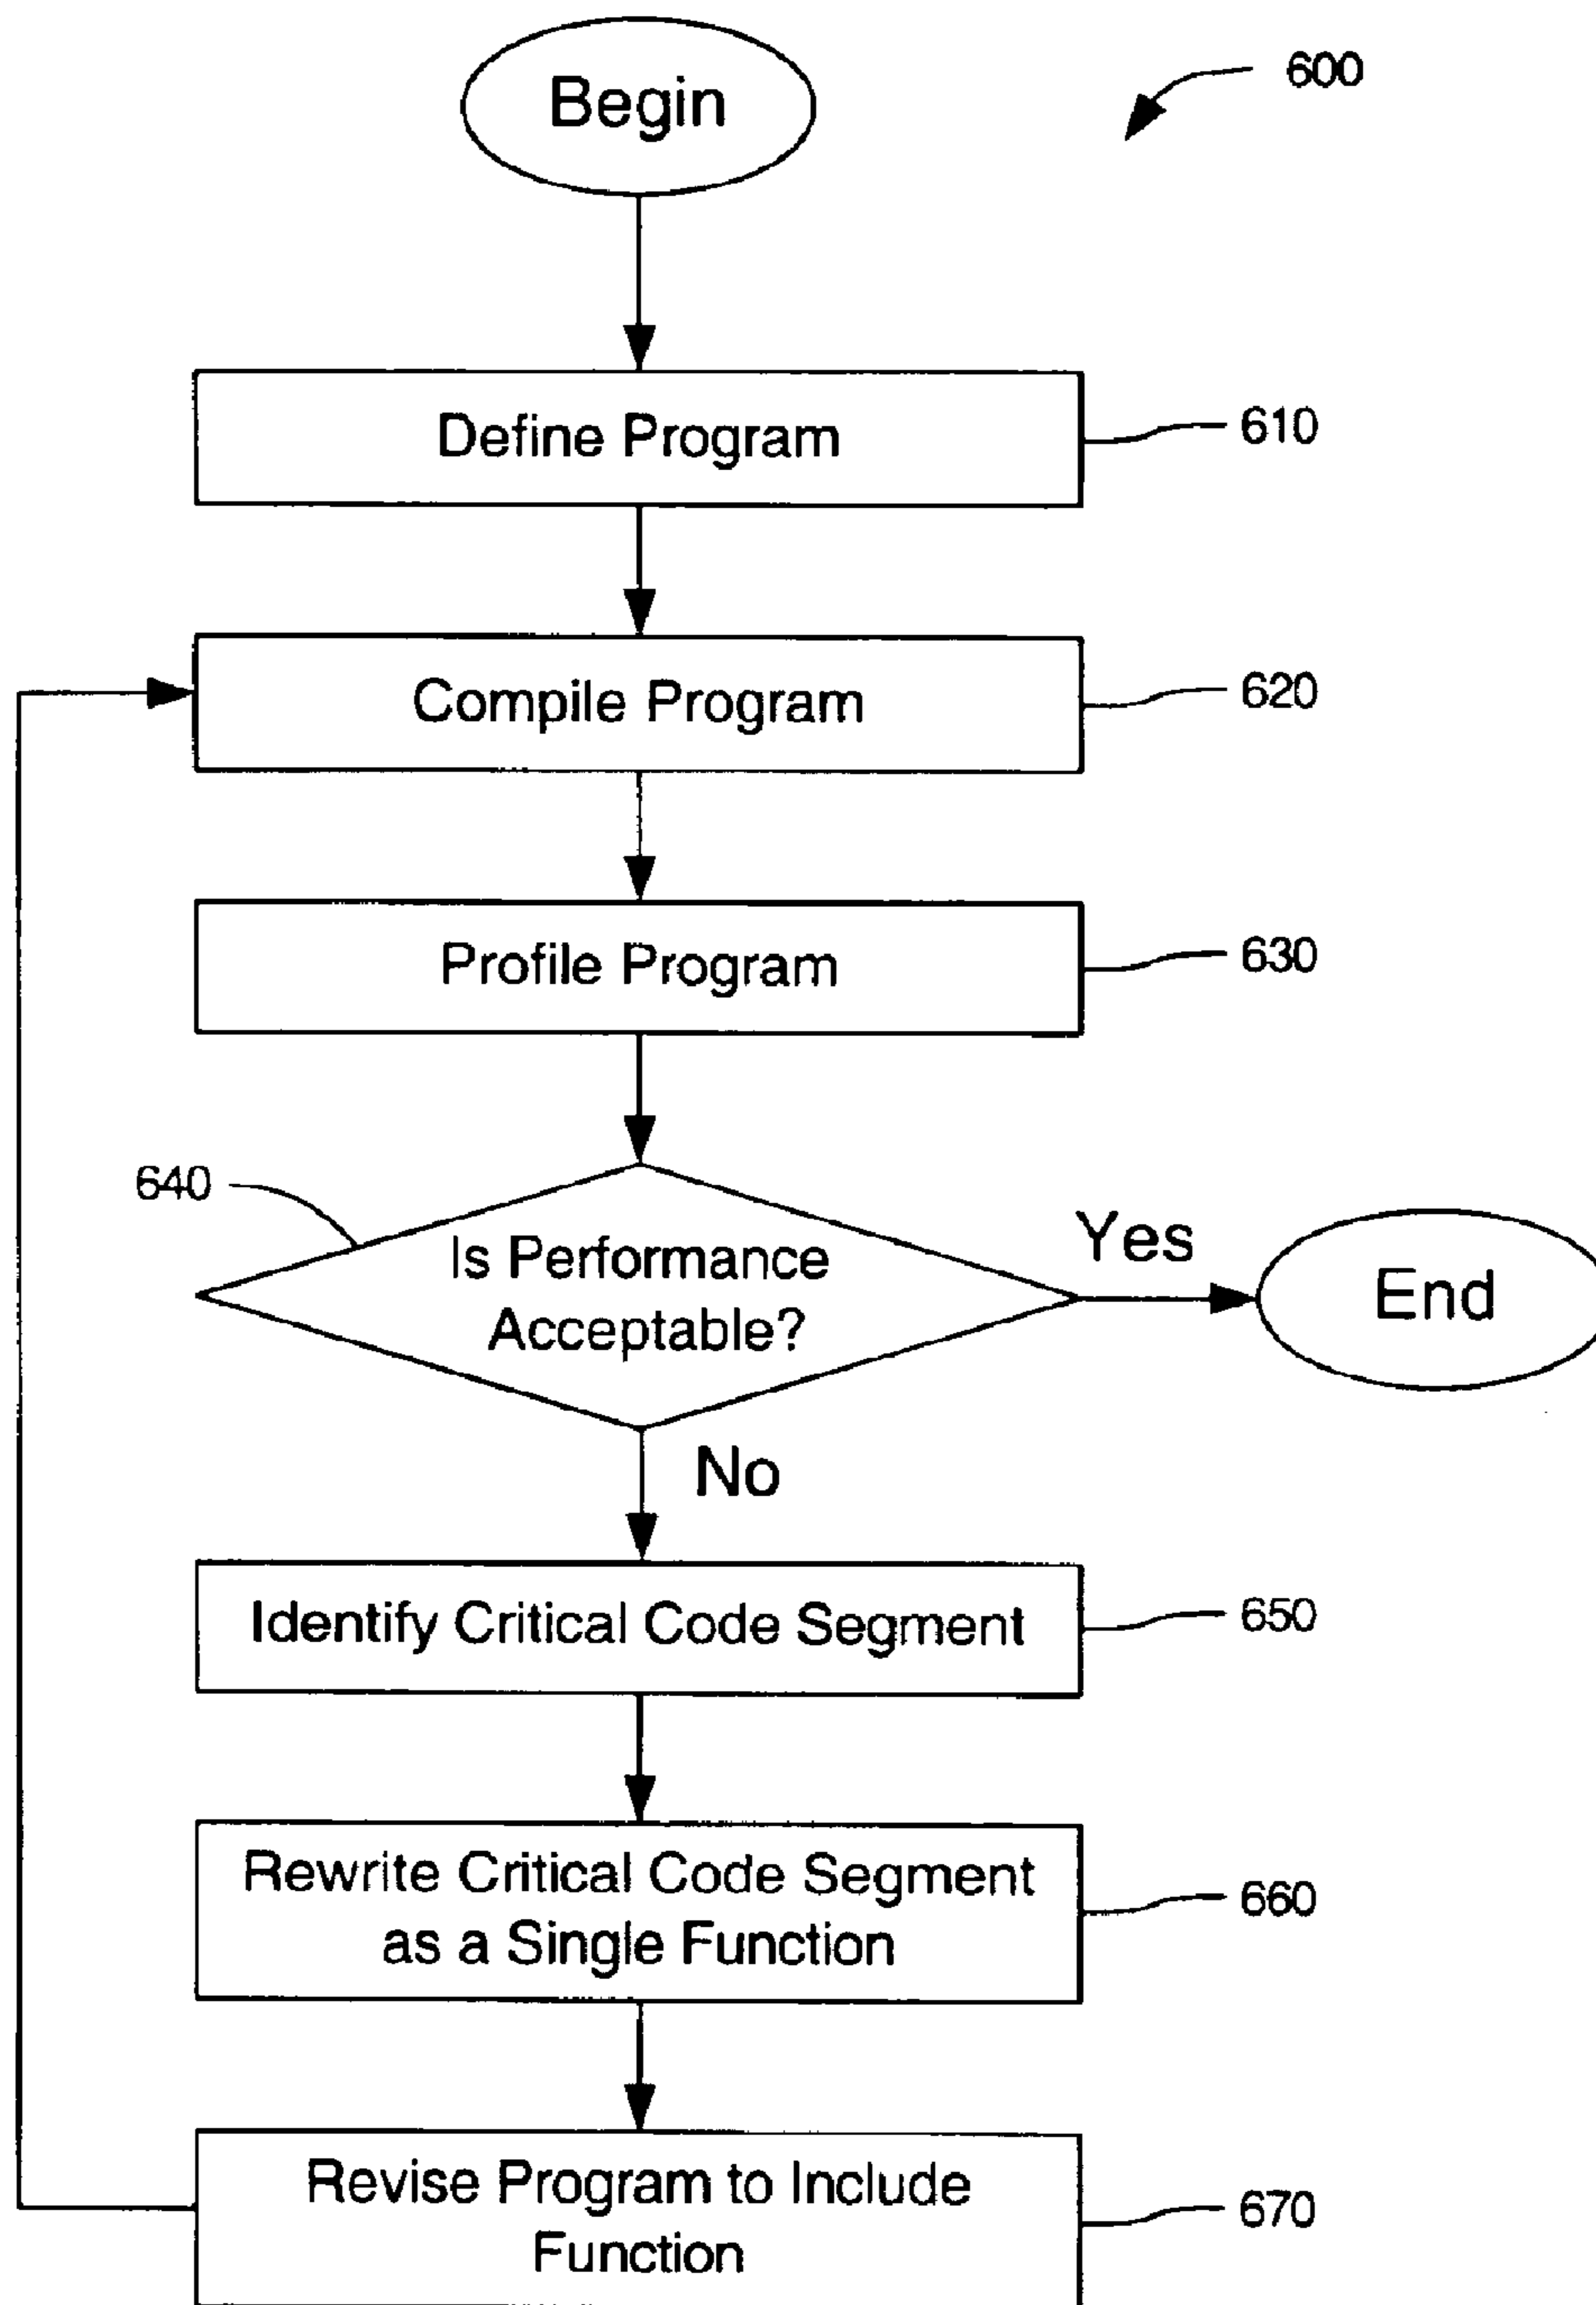 Begin
600
Define Program
610
Compile Program
620
Profile Program
630
640
Is Performance
Acceptable?
Yes
End
No
Identify Critical Code Segment
650
Rewrite Critical Code Segment
as a Single Function
660
Revise Program to Include
Function
670